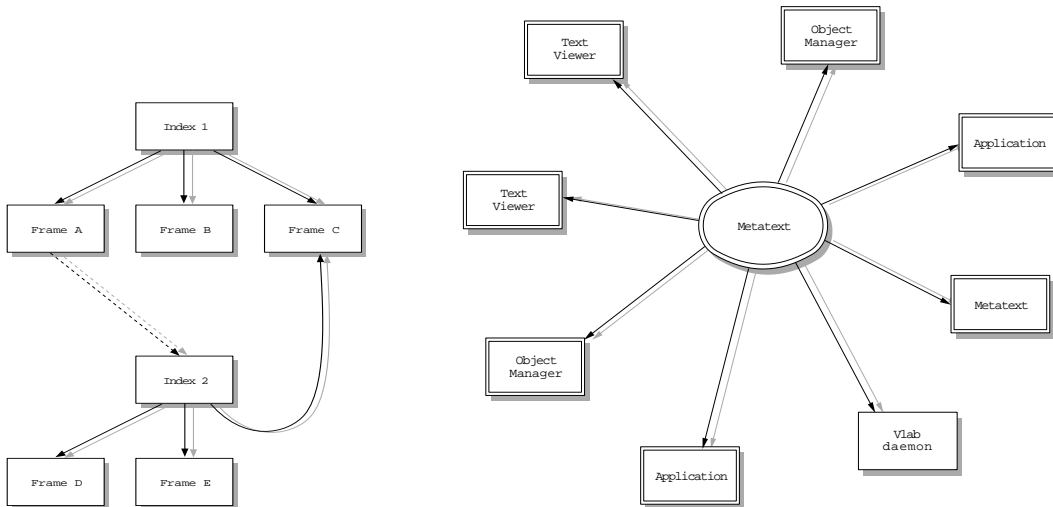 Index 1
Frame A
Frame B
Frame C
Index 2
Frame D
Frame E
Text
Viewer
Object
Manager
Application
Text
Viewer
Metatext
Metatext
Object
Manager
Vlab
daemon
Application